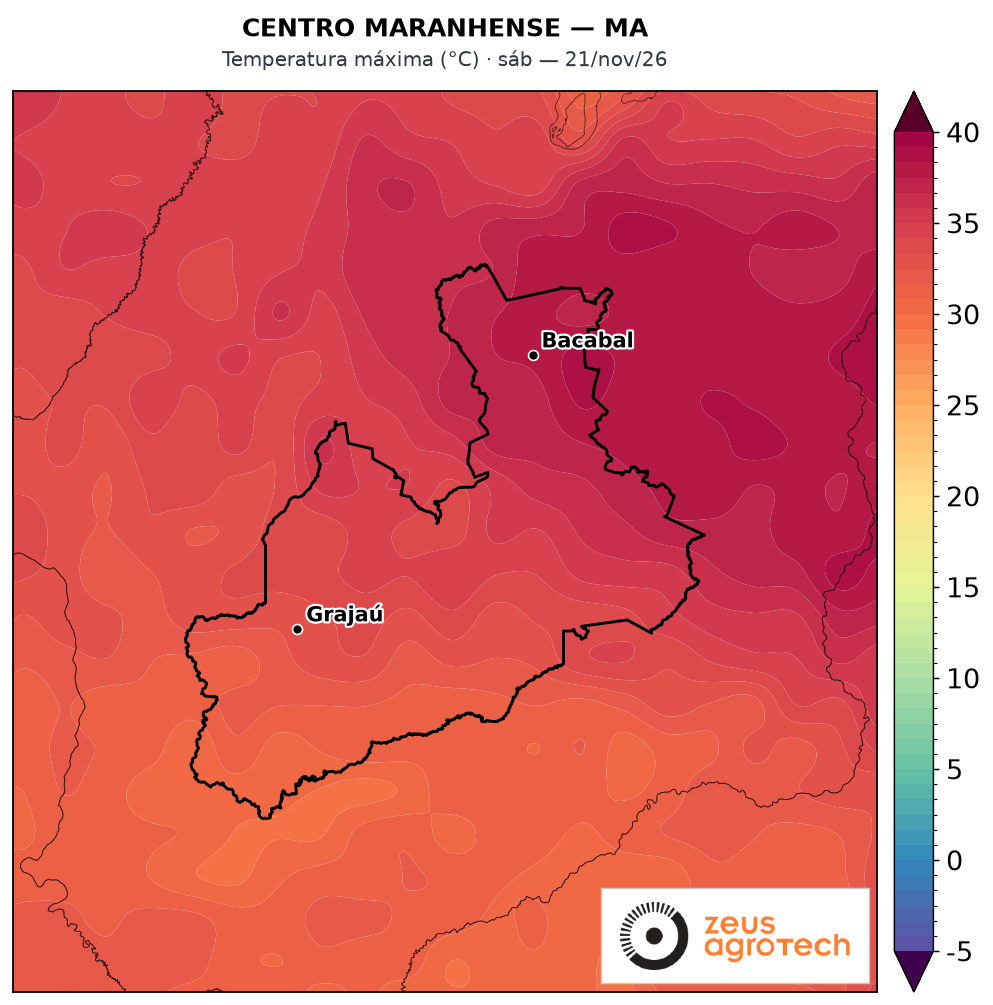 CENTRO MARANHENSE — MA
Temperatura máxima (°C) · sáb — 21/nov/26
40
35
30
25
20
15
10
5
0
-5
Bacabal
Grajaú
zeus
agrotech